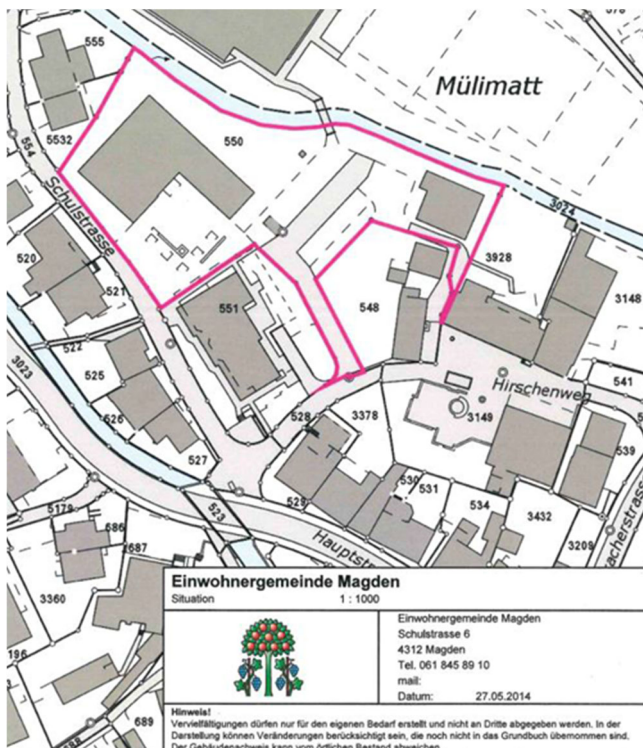 555
378
Mülimatt
550
5532
554
Schulstrasse
3024
3928
520
521
551
548
3148
522
525
3023
526
Hirschenweg
541
528
3378
3149
539
527
530
531
529
534
3432
3209
523
5179
686
2687
Hauptstr
acherstrass
3360
196
689
Einwohnergemeinde Magden
Situation 1 : 1000
Einwohnergemeinde Magden
Schulstrasse 6
4312 Magden
Tel. 061 845 89 10
mail:
Datum: 27.05.2014
Hinweis!
Vervielfältigungen dürfen nur für den eigenen Bedarf erstellt und nicht an Dritte abgegeben werden. In der
Darstellung können Veränderungen berücksichtigt sein, die noch nicht in das Grundbuch übernommen sind.
Der Gebäudenachweis kann vom örtlichen Bestand abweichen.